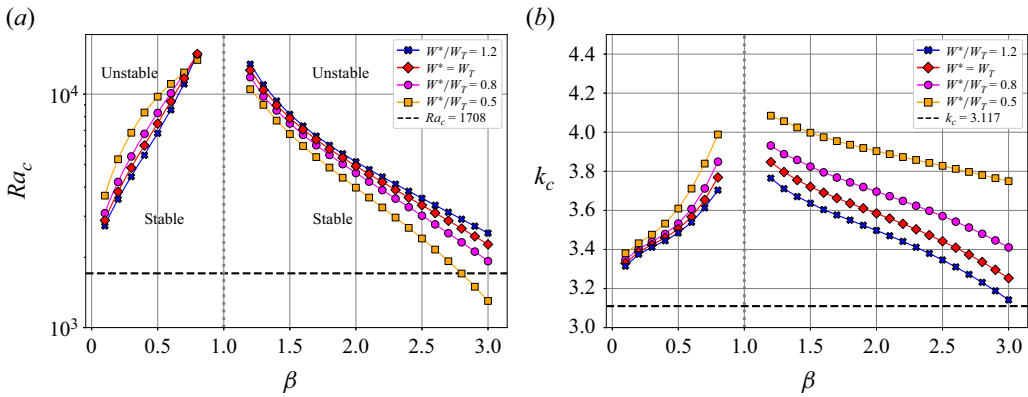 (a)
Unstable
Unstable
Stable
Stable
W*/W_T = 1.2
W* = W_T
W*/W_T = 0.8
W*/W_T = 0.5
Ra_c = 1708
10^4
10^3
Ra_c
0
0.5
1.0
1.5
2.0
2.5
3.0
β
(b)
W*/W_T = 1.2
W* = W_T
W*/W_T = 0.8
W*/W_T = 0.5
k_c = 3.117
4.4
4.2
4.0
3.8
3.6
3.4
3.2
3.0
k_c
0
0.5
1.0
1.5
2.0
2.5
3.0
β